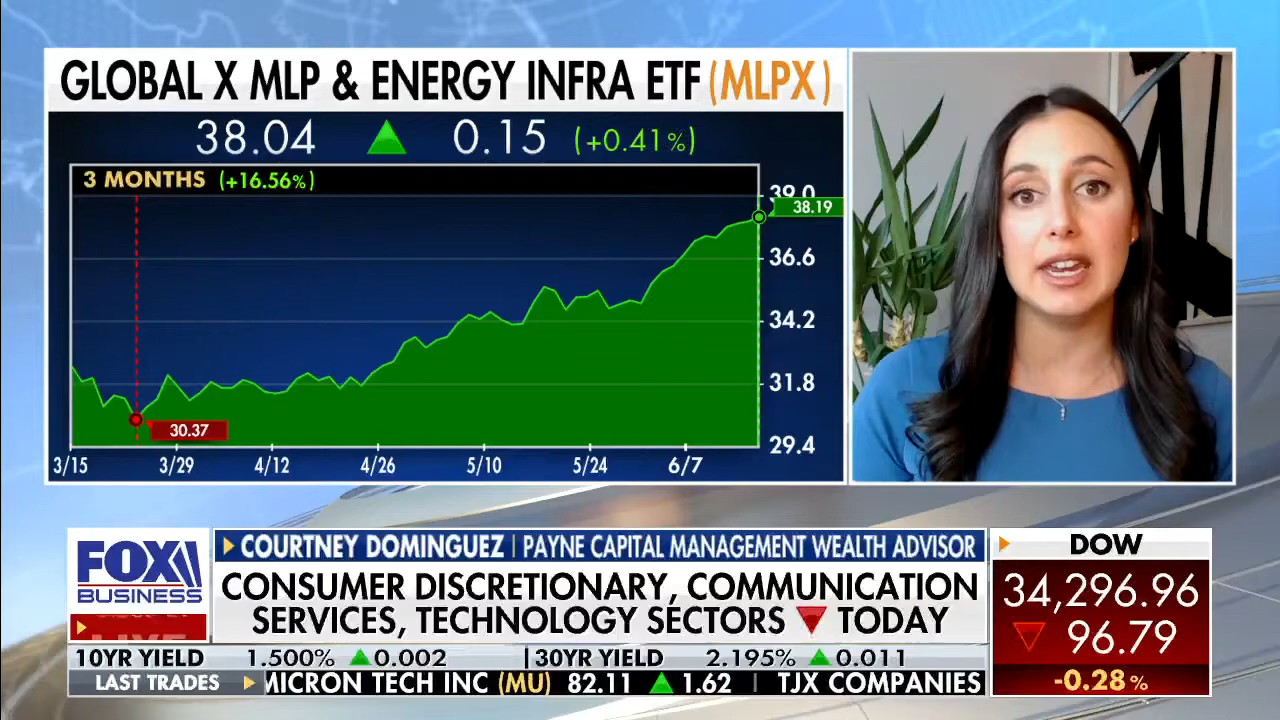 GLOBAL X MLP & ENERGY INFRA ETF (MLPX)
38.04 ▲ 0.15 (+0.41%)
3 MONTHS (+16.56%)
39.0
38.19
36.6
34.2
31.8
30.37
29.4
3/15 3/29 4/12 4/26 5/10 5/24 6/7
FOX
BUSINESS
COURTNEY DOMINGUEZ | PAYNE CAPITAL MANAGEMENT WEALTH ADVISOR
CONSUMER DISCRETIONARY, COMMUNICATION
SERVICES, TECHNOLOGY SECTORS ▼ TODAY
DOW
34,296.96
▼ 96.79
-0.28%
10YR YIELD 1.500% ▲ 0.002 | 30YR YIELD 2.195% ▲ 0.011
LAST TRADES MICRON TECH INC (MU) 82.11 ▲ 1.62 | TJX COMPANIES